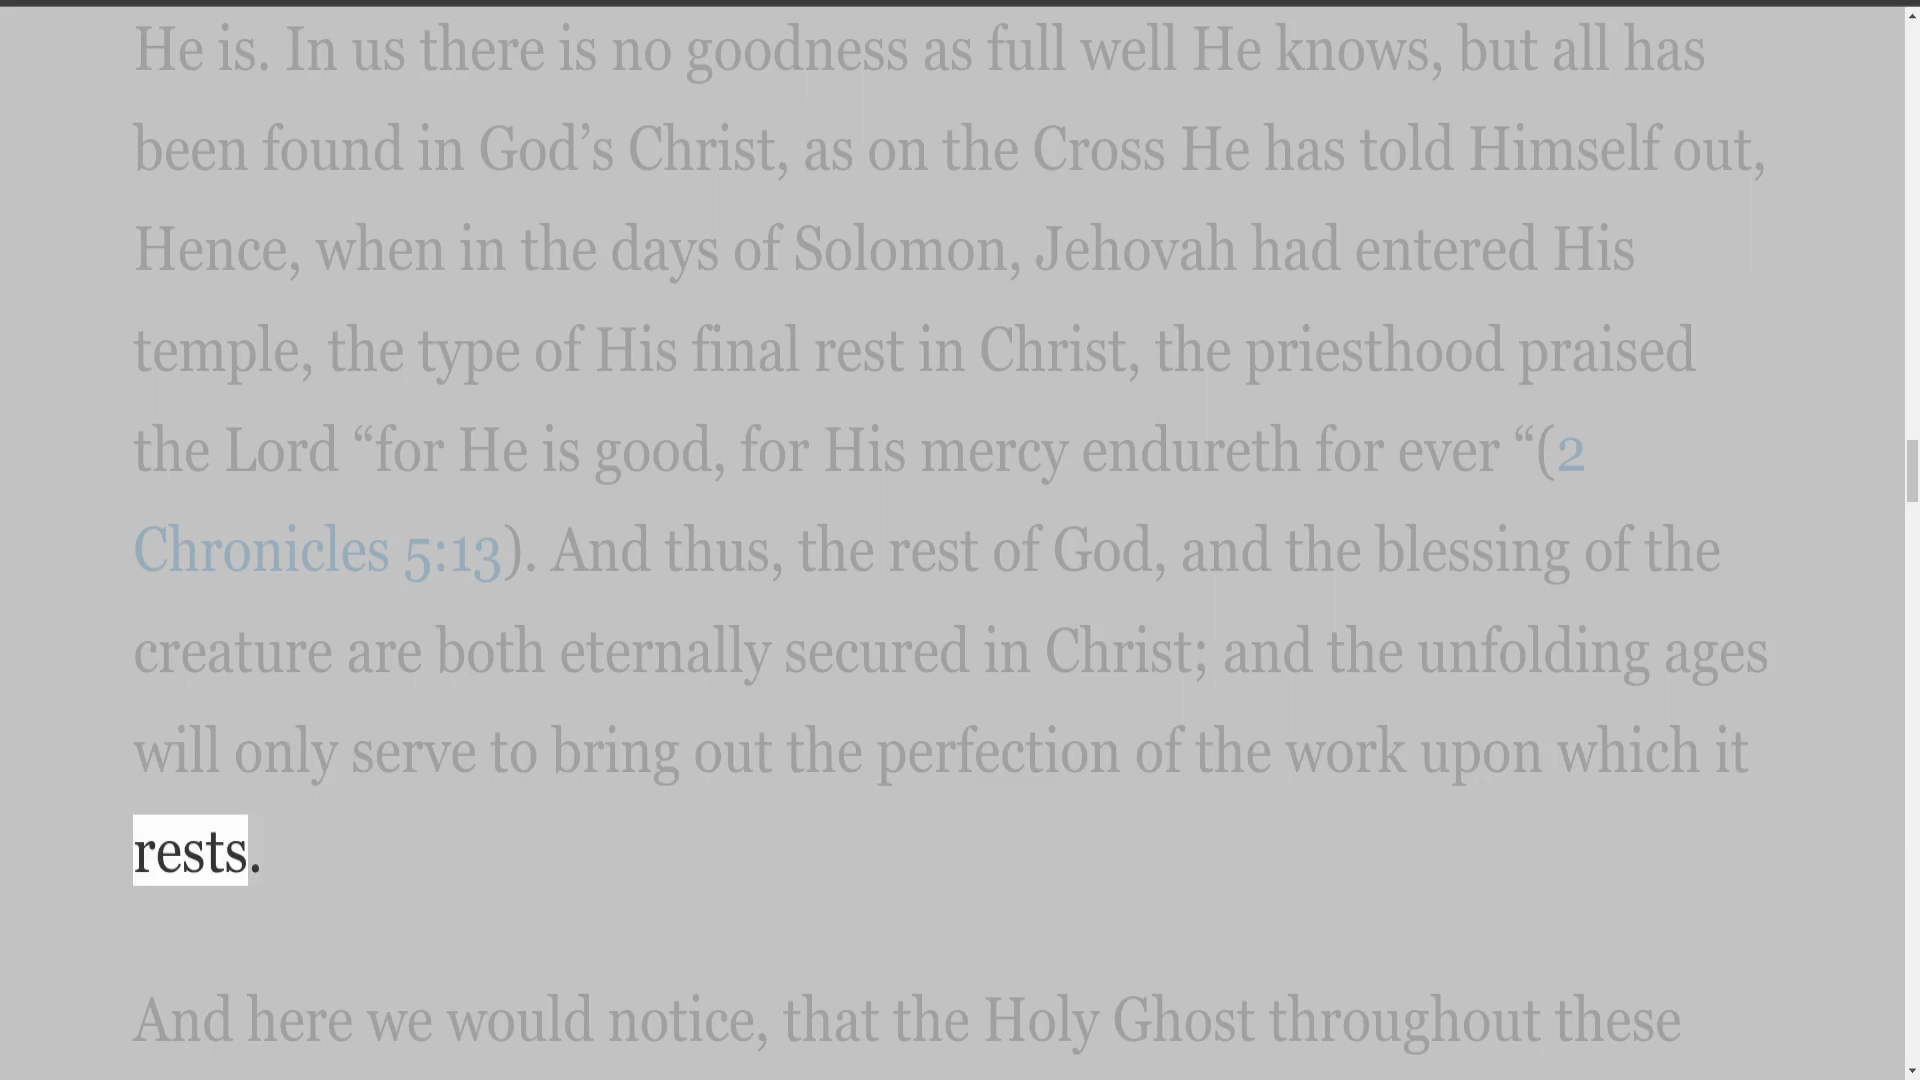 He is. In us there is no goodness as full well He knows, but all has
been found in God’s Christ, as on the Cross He has told Himself out,
Hence, when in the days of Solomon, Jehovah had entered His
temple, the type of His final rest in Christ, the priesthood praised
the Lord “for He is good, for His mercy endureth for ever “(2
Chronicles 5:13). And thus, the rest of God, and the blessing of the
creature are both eternally secured in Christ; and the unfolding ages
will only serve to bring out the perfection of the work upon which it
rests.
And here we would notice, that the Holy Ghost throughout these